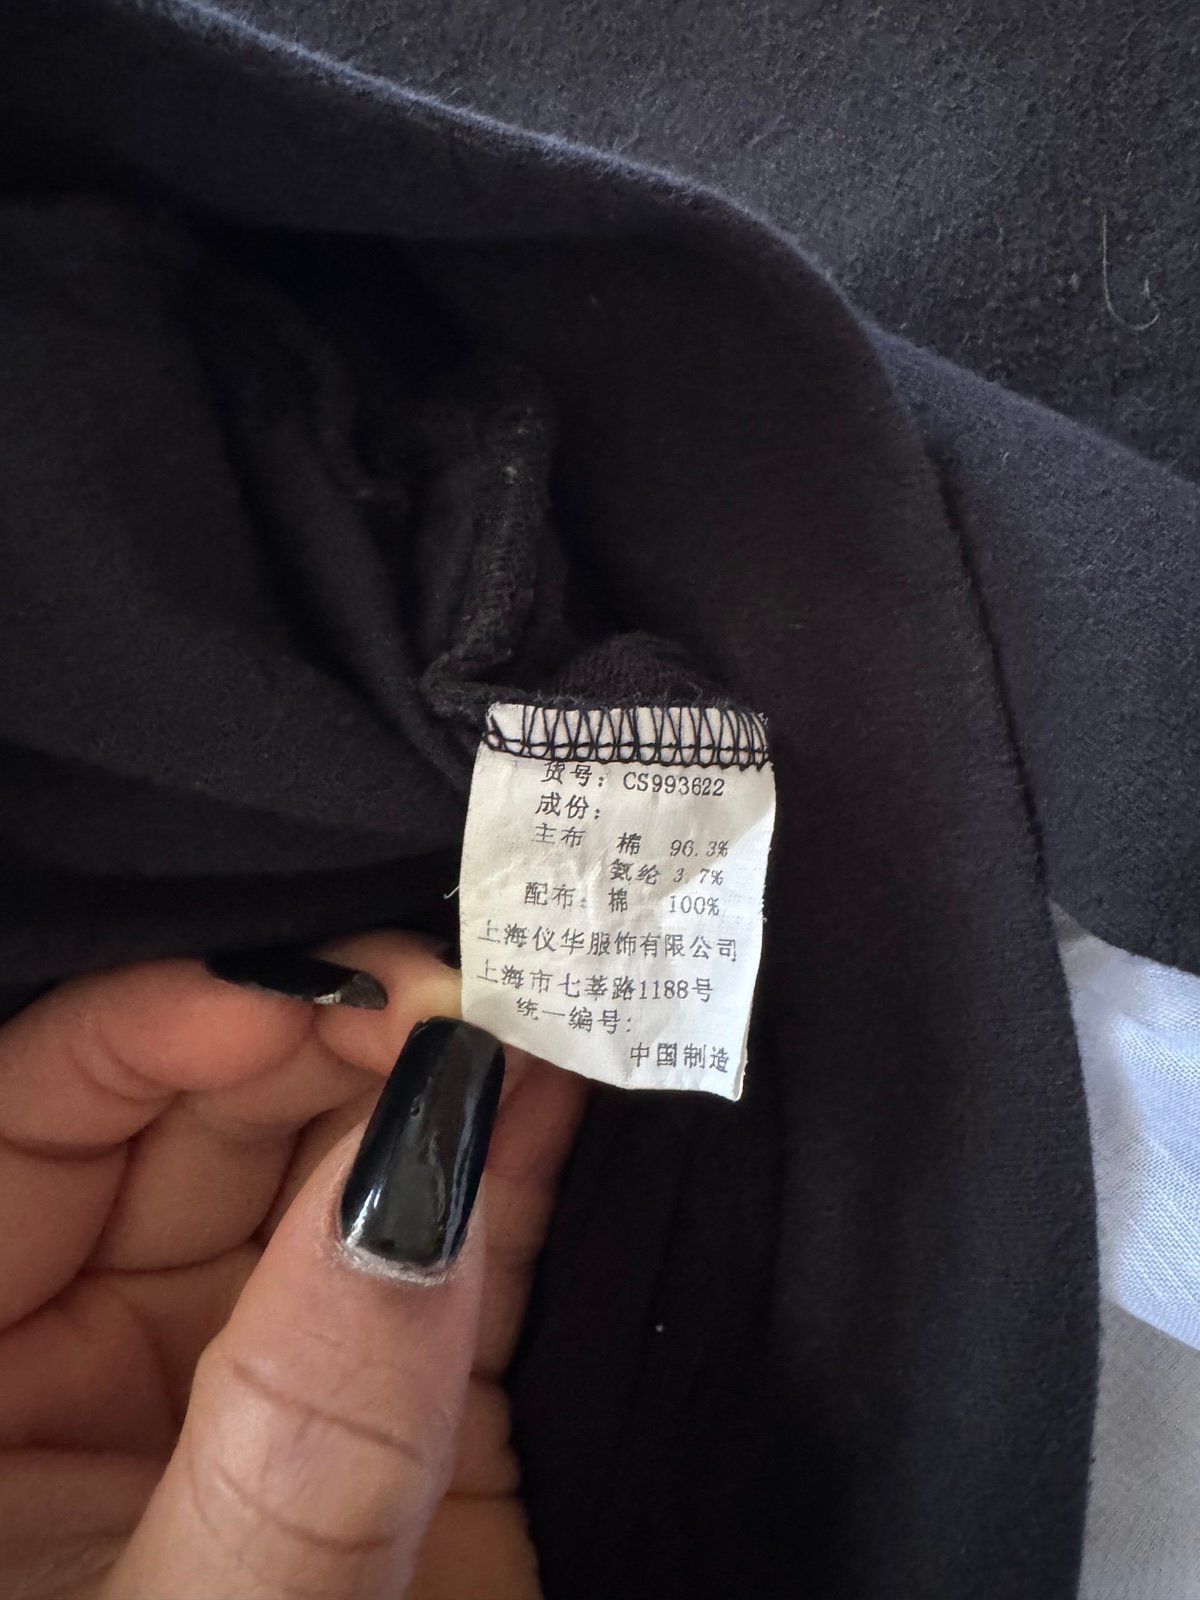 货号：CS993622
成份：
主布 棉 96.3%
氨纶 3.7%
配布：棉 100%
上海仪华服饰有限公司
上海市七莘路1188号
统一编号：
中国制造